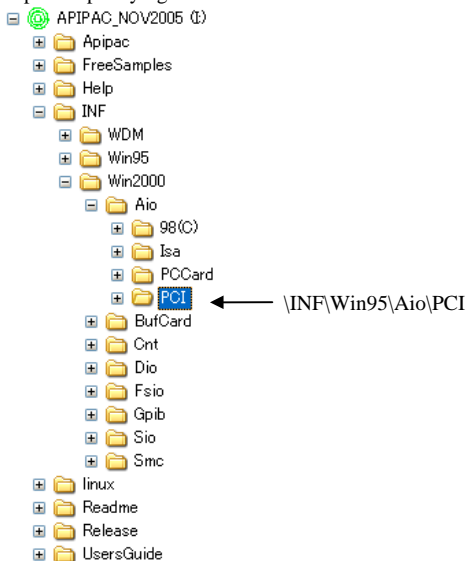 APIPAC_NOV2005 (I:)
Apipac
FreeSamples
Help
INF
WDM
Win95
Win2000
Aio
98(C)
Isa
PCCard
PCI
\INF\Win95\Aio\PCI
BufCard
Cnt
Dio
Fsio
Gpib
Sio
Smc
linux
Readme
Release
UsersGuide